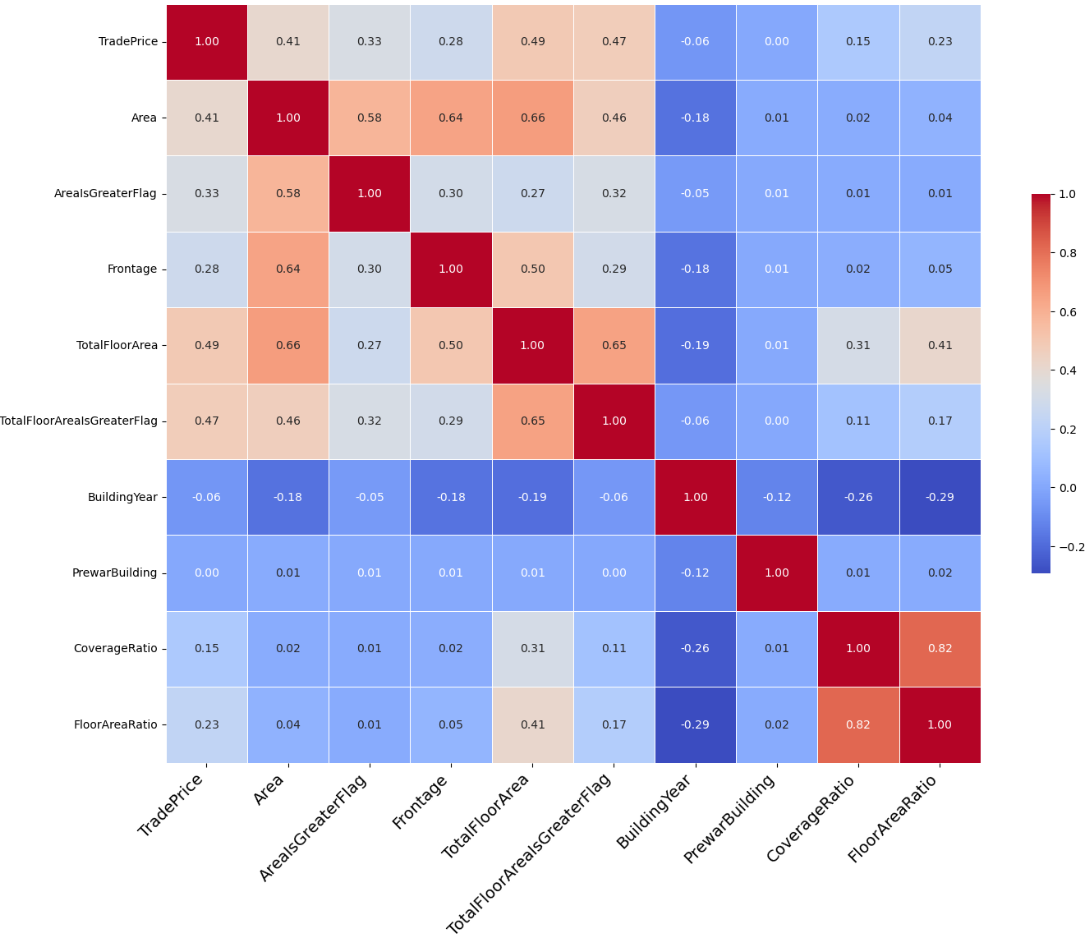 TradePrice 1.00 0.41 0.33 0.28 0.49 0.47 -0.06 0.00 0.15 0.23
Area 0.41 1.00 0.58 0.64 0.66 0.46 -0.18 0.01 0.02 0.04
AreaIsGreaterFlag 0.33 0.58 1.00 0.30 0.27 0.32 -0.05 0.01 0.01 0.01
Frontage 0.28 0.64 0.30 1.00 0.50 0.29 -0.18 0.01 0.02 0.05
TotalFloorArea 0.49 0.66 0.27 0.50 1.00 0.65 -0.19 0.01 0.31 0.41
TotalFloorAreaIsGreaterFlag 0.47 0.46 0.32 0.29 0.65 1.00 -0.06 0.00 0.11 0.17
BuildingYear -0.06 -0.18 -0.05 -0.18 -0.19 -0.06 1.00 -0.12 -0.26 -0.29
PrewarBuilding 0.00 0.01 0.01 0.01 0.01 0.00 -0.12 1.00 0.01 0.02
CoverageRatio 0.15 0.02 0.01 0.02 0.31 0.11 -0.26 0.01 1.00 0.82
FloorAreaRatio 0.23 0.04 0.01 0.05 0.41 0.17 -0.29 0.02 0.82 1.00
TradePrice
Area
AreaIsGreaterFlag
Frontage
TotalFloorArea
TotalFloorAreaIsGreaterFlag
BuildingYear
PrewarBuilding
CoverageRatio
FloorAreaRatio
1.0
0.8
0.6
0.4
0.2
0.0
−0.2